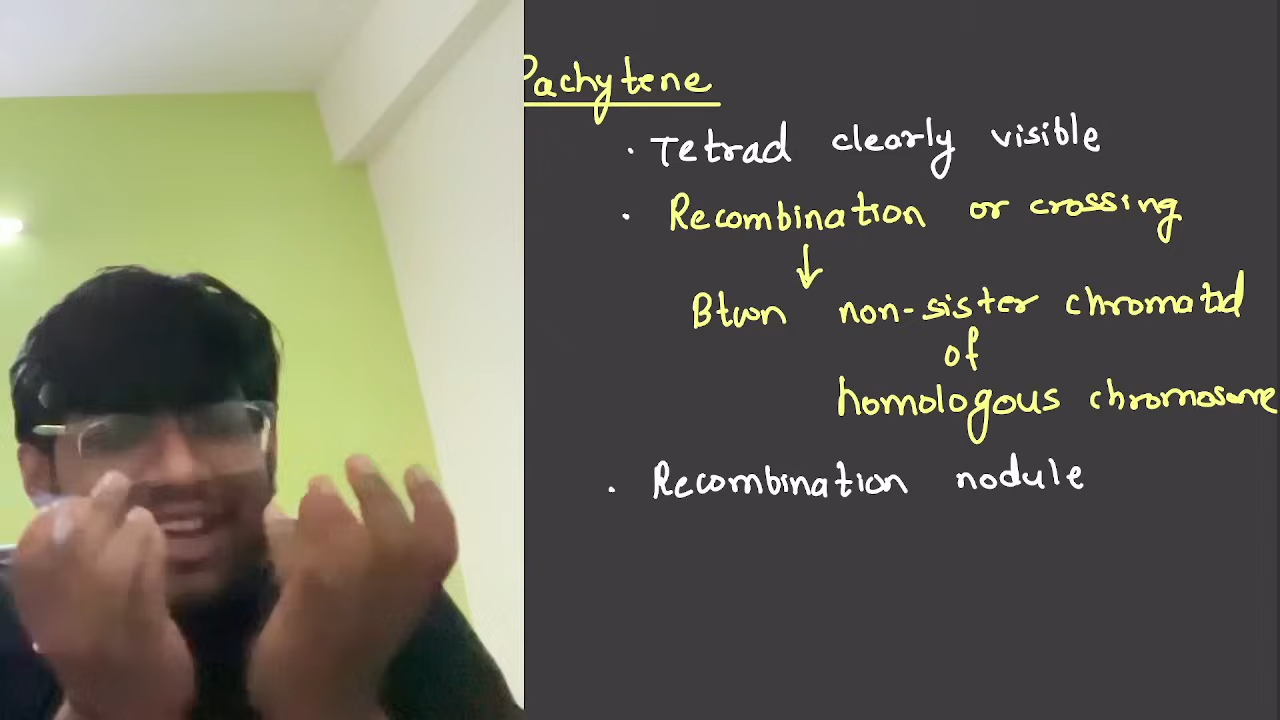 Pachytene
· Tetrad clearly visible
· Recombination or crossing
↓
Btwn non-sister chromatid
of
homologous chromosome
· Recombination nodule